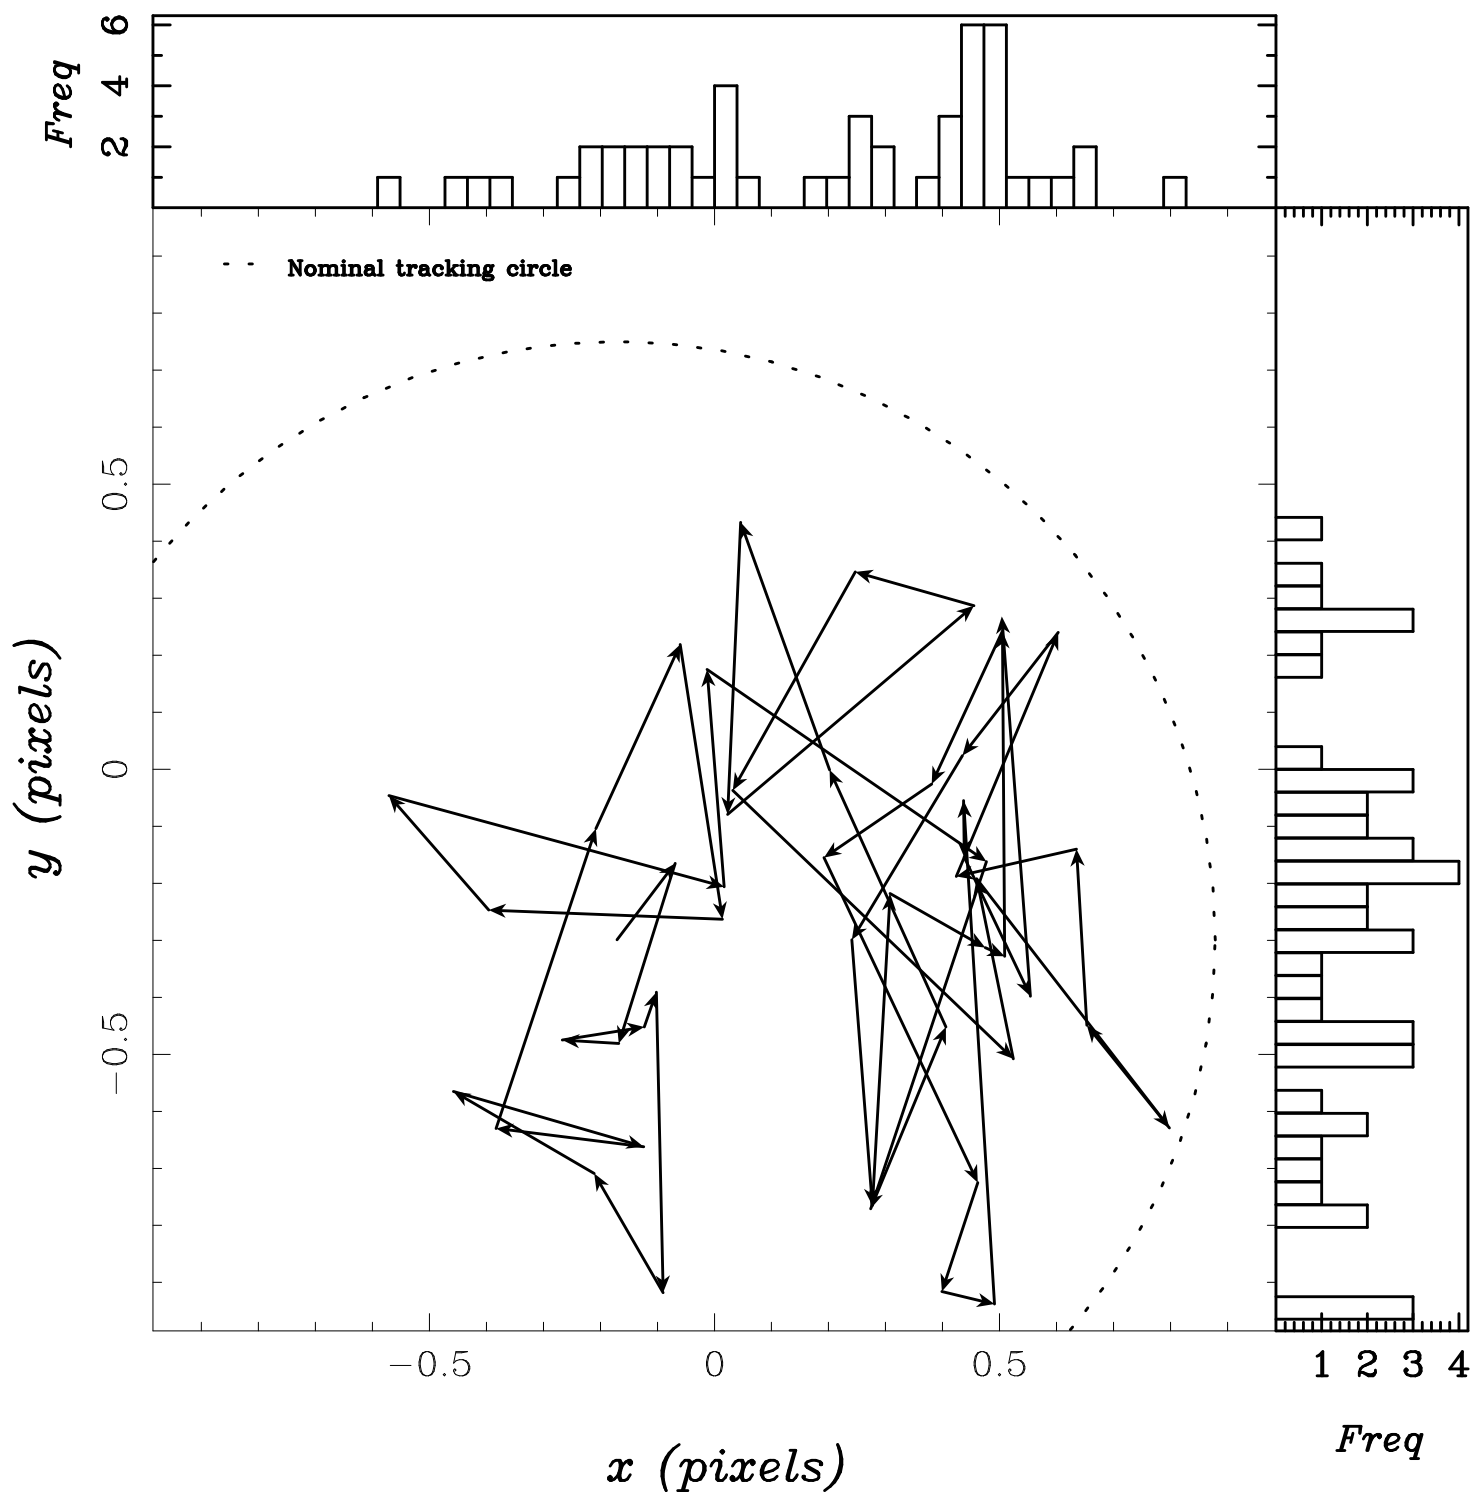 Freq
2 4 6
Nominal tracking circle
y (pixels)
0.5
0
−0.5
−0.5 0 0.5
x (pixels)
1 2 3 4
Freq